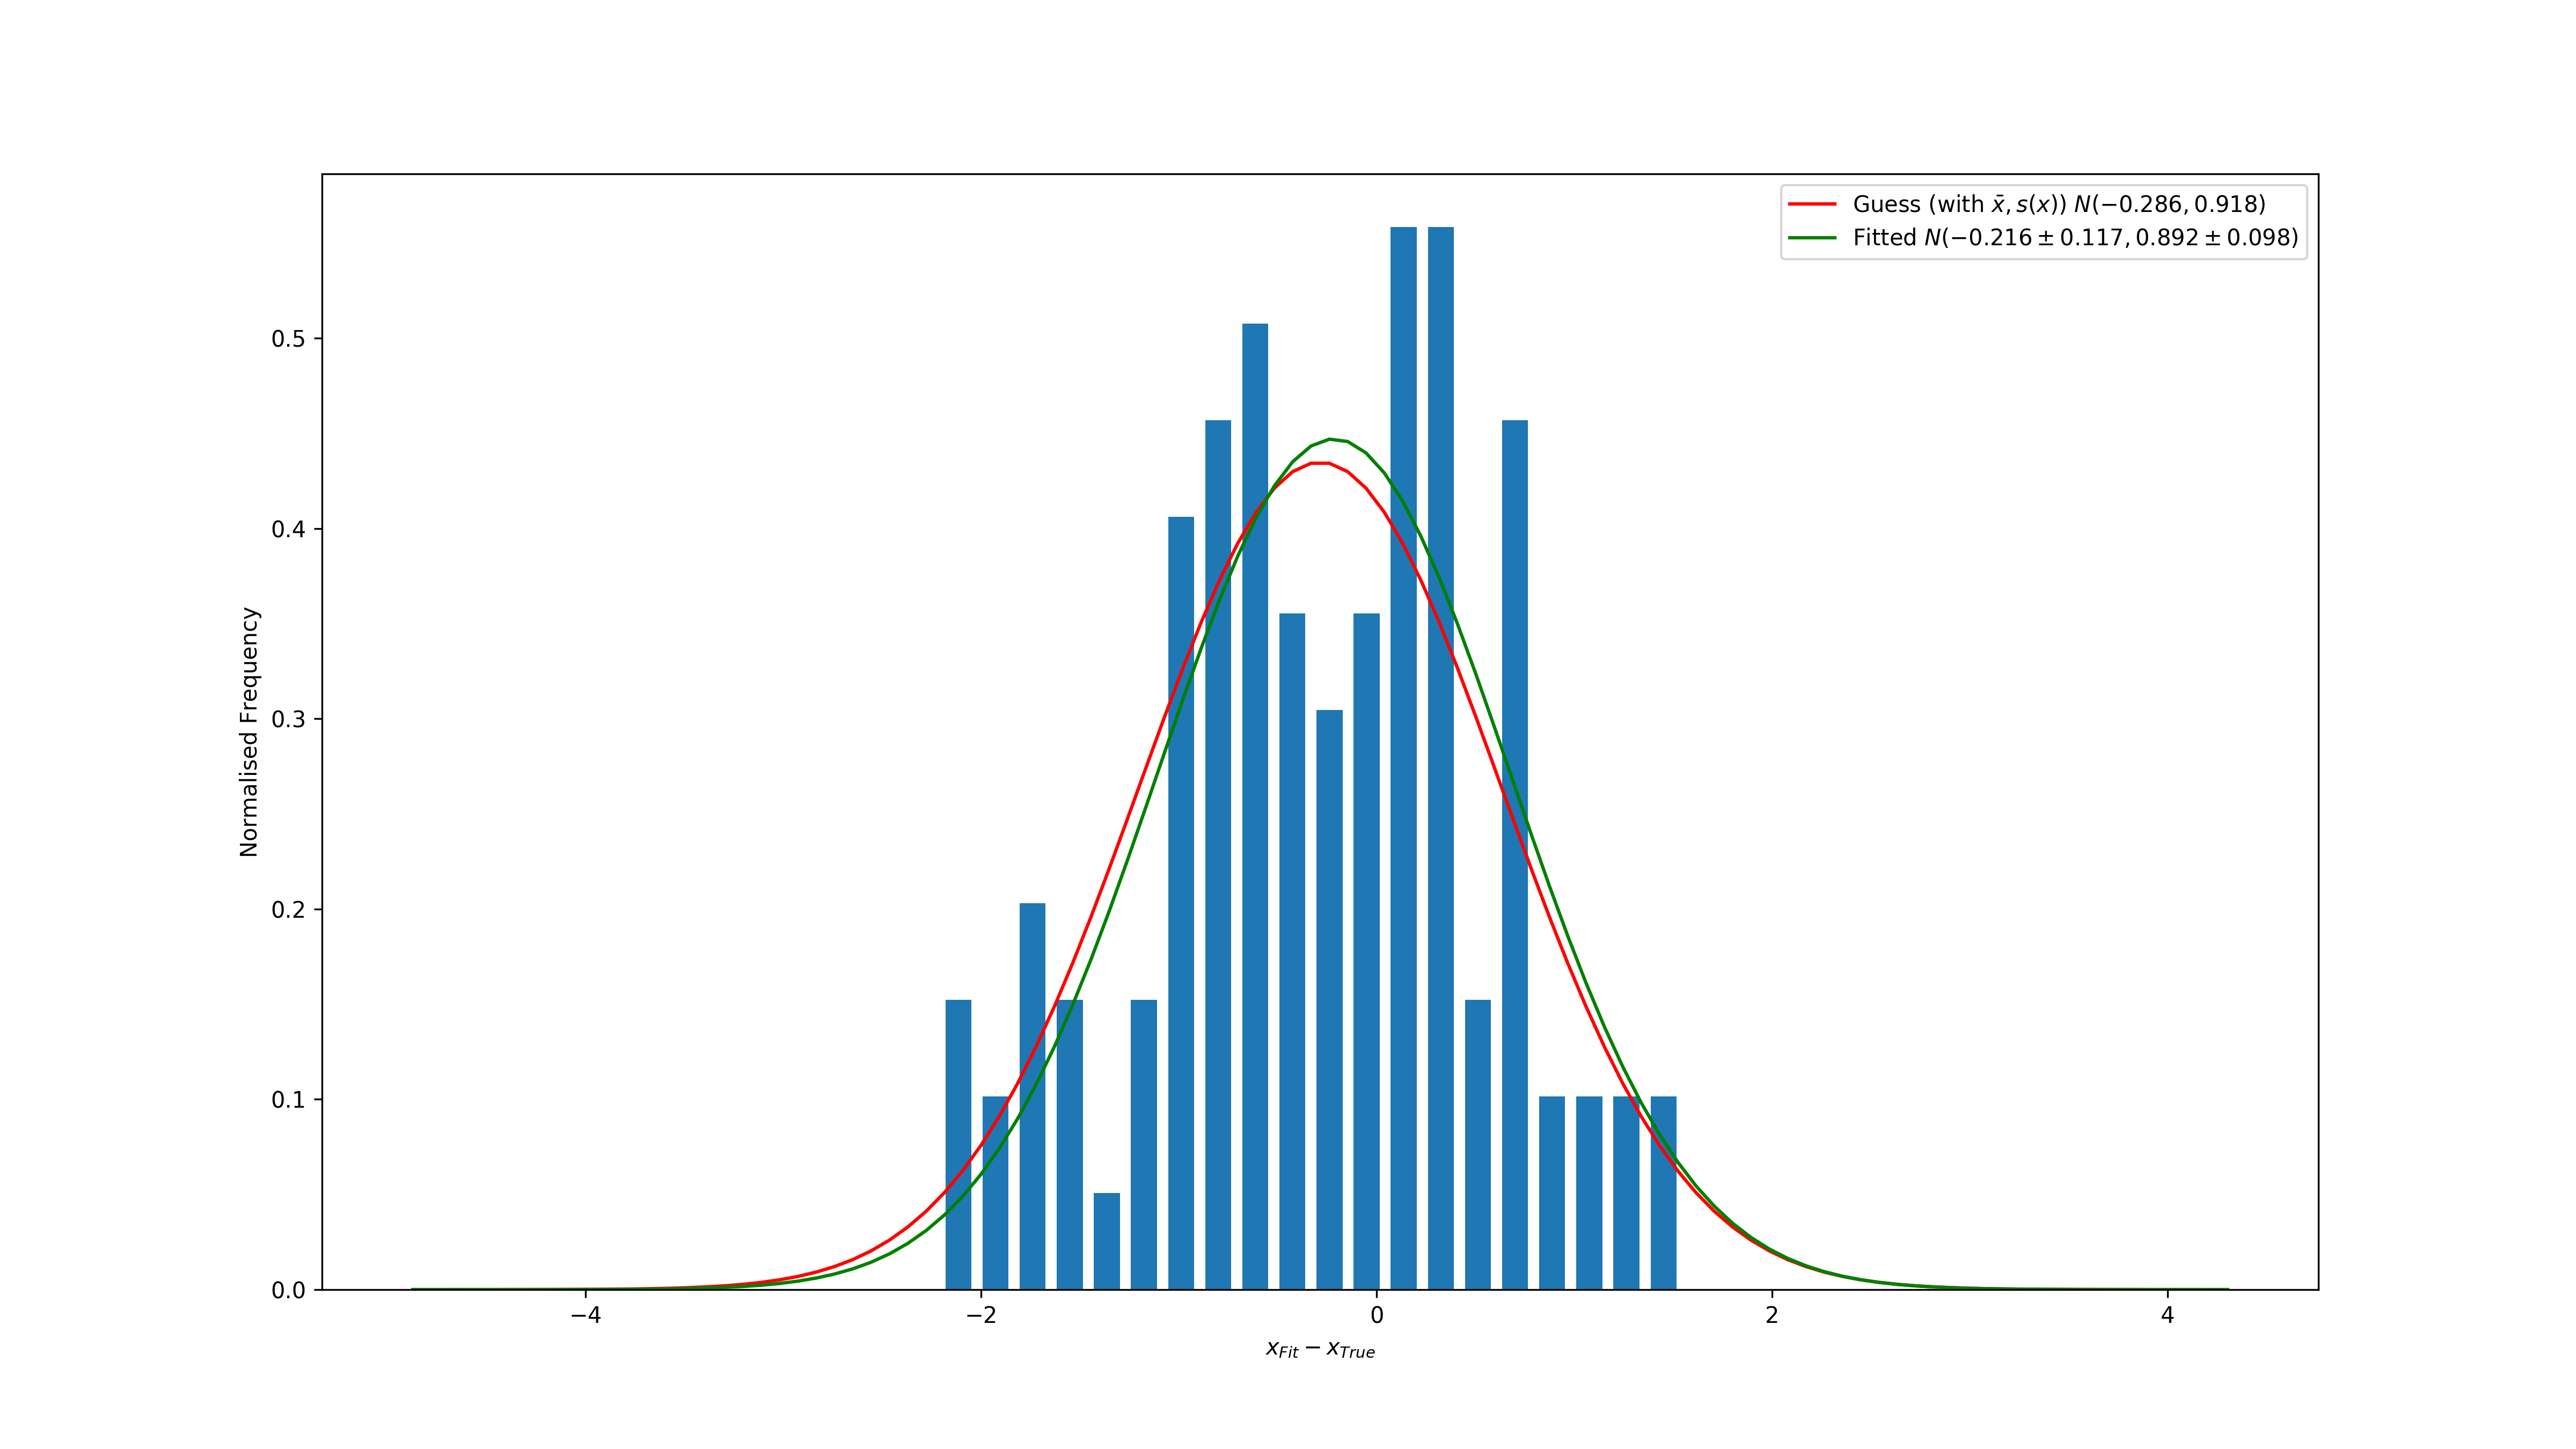 Guess (with x̄, s(x)) N(−0.286, 0.918)
Fitted N(−0.216 ± 0.117, 0.892 ± 0.098)
Normalised Frequency
0.5
0.4
0.3
0.2
0.1
0.0
−4 −2 0 2 4
x_Fit − x_True